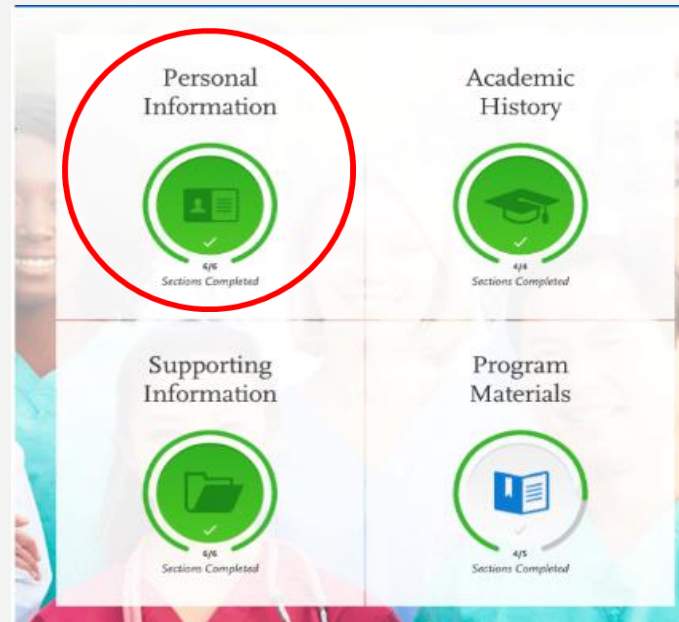 Personal
Information
6/6
Sections Completed
Academic
History
4/4
Sections Completed
Supporting
Information
6/6
Sections Completed
Program
Materials
4/5
Sections Completed